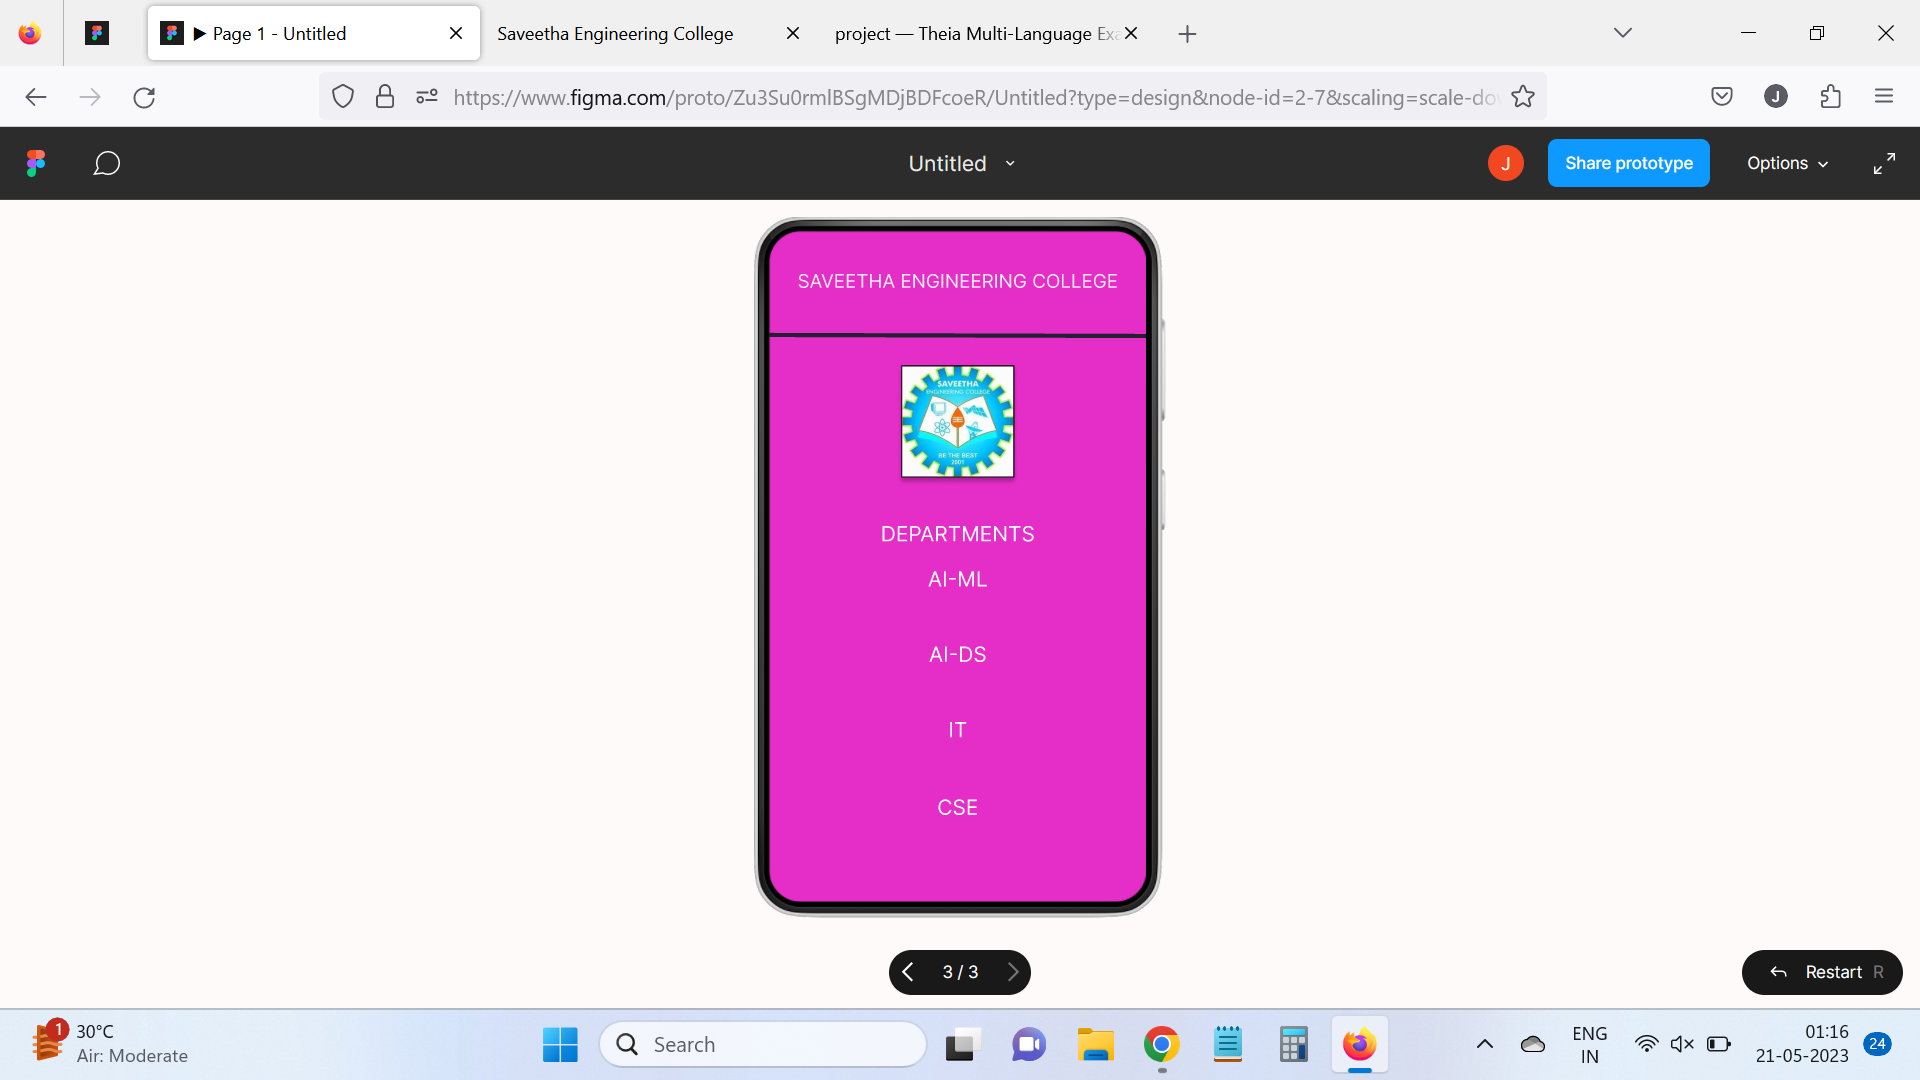 Page 1 - Untitled
Saveetha Engineering College
project — Theia Multi-Language Exa
https://www.figma.com/proto/Zu3Su0rmlBSgMDjBDFcoeR/Untitled?type=design&node-id=2-7&scaling=scale-do
J
Untitled
J
Share prototype
Options
SAVEETHA ENGINEERING COLLEGE
SAVEETHA
ENGINEERING COLLEGE
BE THE BEST
2001
DEPARTMENTS
AI-ML
AI-DS
IT
CSE
3 / 3
Restart R
1
30°C
Air: Moderate
Search
ENG
IN
01:16
21-05-2023
24